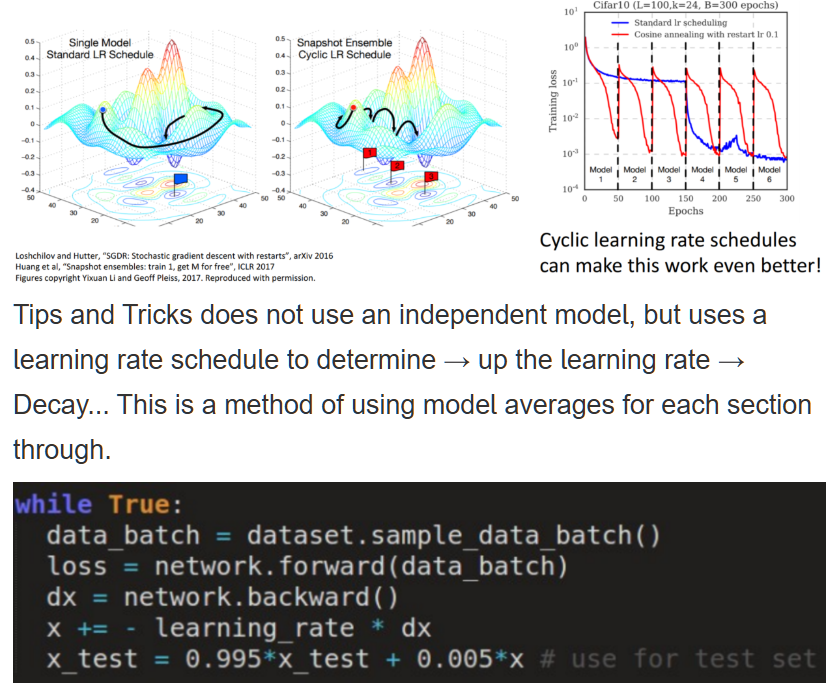 Single Model
Standard LR Schedule
0.5
0.4
0.3
0.2
0.1
0
-0.1
-0.2
-0.3
-0.4
50
40
30
20
20
30
40
50
Snapshot Ensemble
Cyclic LR Schedule
0.5
0.4
0.3
0.2
0.1
0
-0.1
-0.2
-0.3
-0.4
50
40
30
20
20
30
40
50
Cifar10 (L=100,k=24, B=300 epochs)
Standard lr scheduling
Cosine annealing with restart lr 0.1
Training loss
10¹
10⁰
10⁻¹
10⁻²
10⁻³
10⁻⁴
Model 1
Model 2
Model 3
Model 4
Model 5
Model 6
0 50 100 150 200 250 300
Epochs
Loshchilov and Hutter, "SGDR: Stochastic gradient descent with restarts", arXiv 2016
Huang et al, "Snapshot ensembles: train 1, get M for free", ICLR 2017
Figures copyright Yixuan Li and Geoff Pleiss, 2017. Reproduced with permission.
Cyclic learning rate schedules
can make this work even better!
Tips and Tricks does not use an independent model, but uses a
learning rate schedule to determine → up the learning rate →
Decay... This is a method of using model averages for each section
through.
while True:
data_batch = dataset.sample_data_batch()
loss = network.forward(data_batch)
dx = network.backward()
x += - learning_rate * dx
x_test = 0.995*x_test + 0.005*x # use for test set